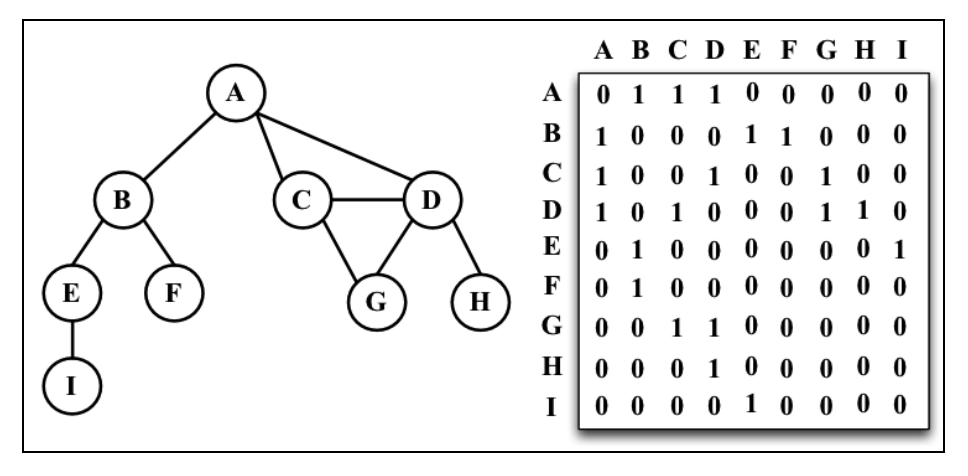 A
B
C
D
E
F
G
H
I
A B C D E F G H I
A 0 1 1 1 0 0 0 0 0
B 1 0 0 0 1 1 0 0 0
C 1 0 0 1 0 0 1 0 0
D 1 0 1 0 0 0 1 1 0
E 0 1 0 0 0 0 0 0 1
F 0 1 0 0 0 0 0 0 0
G 0 0 1 1 0 0 0 0 0
H 0 0 0 1 0 0 0 0 0
I 0 0 0 0 1 0 0 0 0